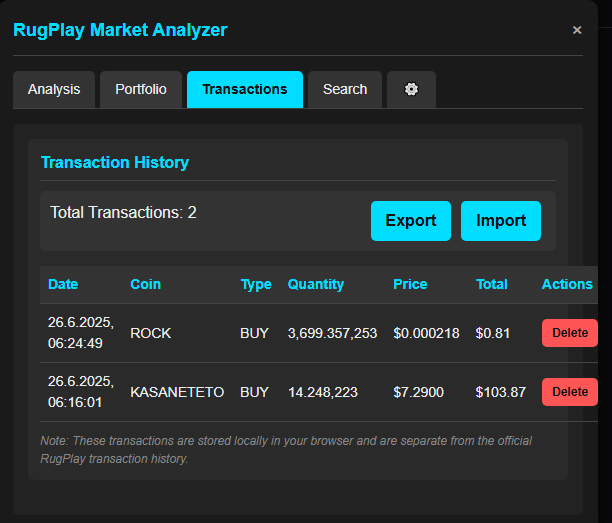 RugPlay Market Analyzer ×
Analysis Portfolio Transactions Search
Transaction History
Total Transactions: 2 Export Import
Date Coin Type Quantity Price Total Actions
26.6.2025,
06:24:49 ROCK BUY 3,699.357,253 $0.000218 $0.81 Delete
26.6.2025,
06:16:01 KASANETETO BUY 14.248,223 $7.2900 $103.87 Delete
Note: These transactions are stored locally in your browser and are separate from the official
RugPlay transaction history.